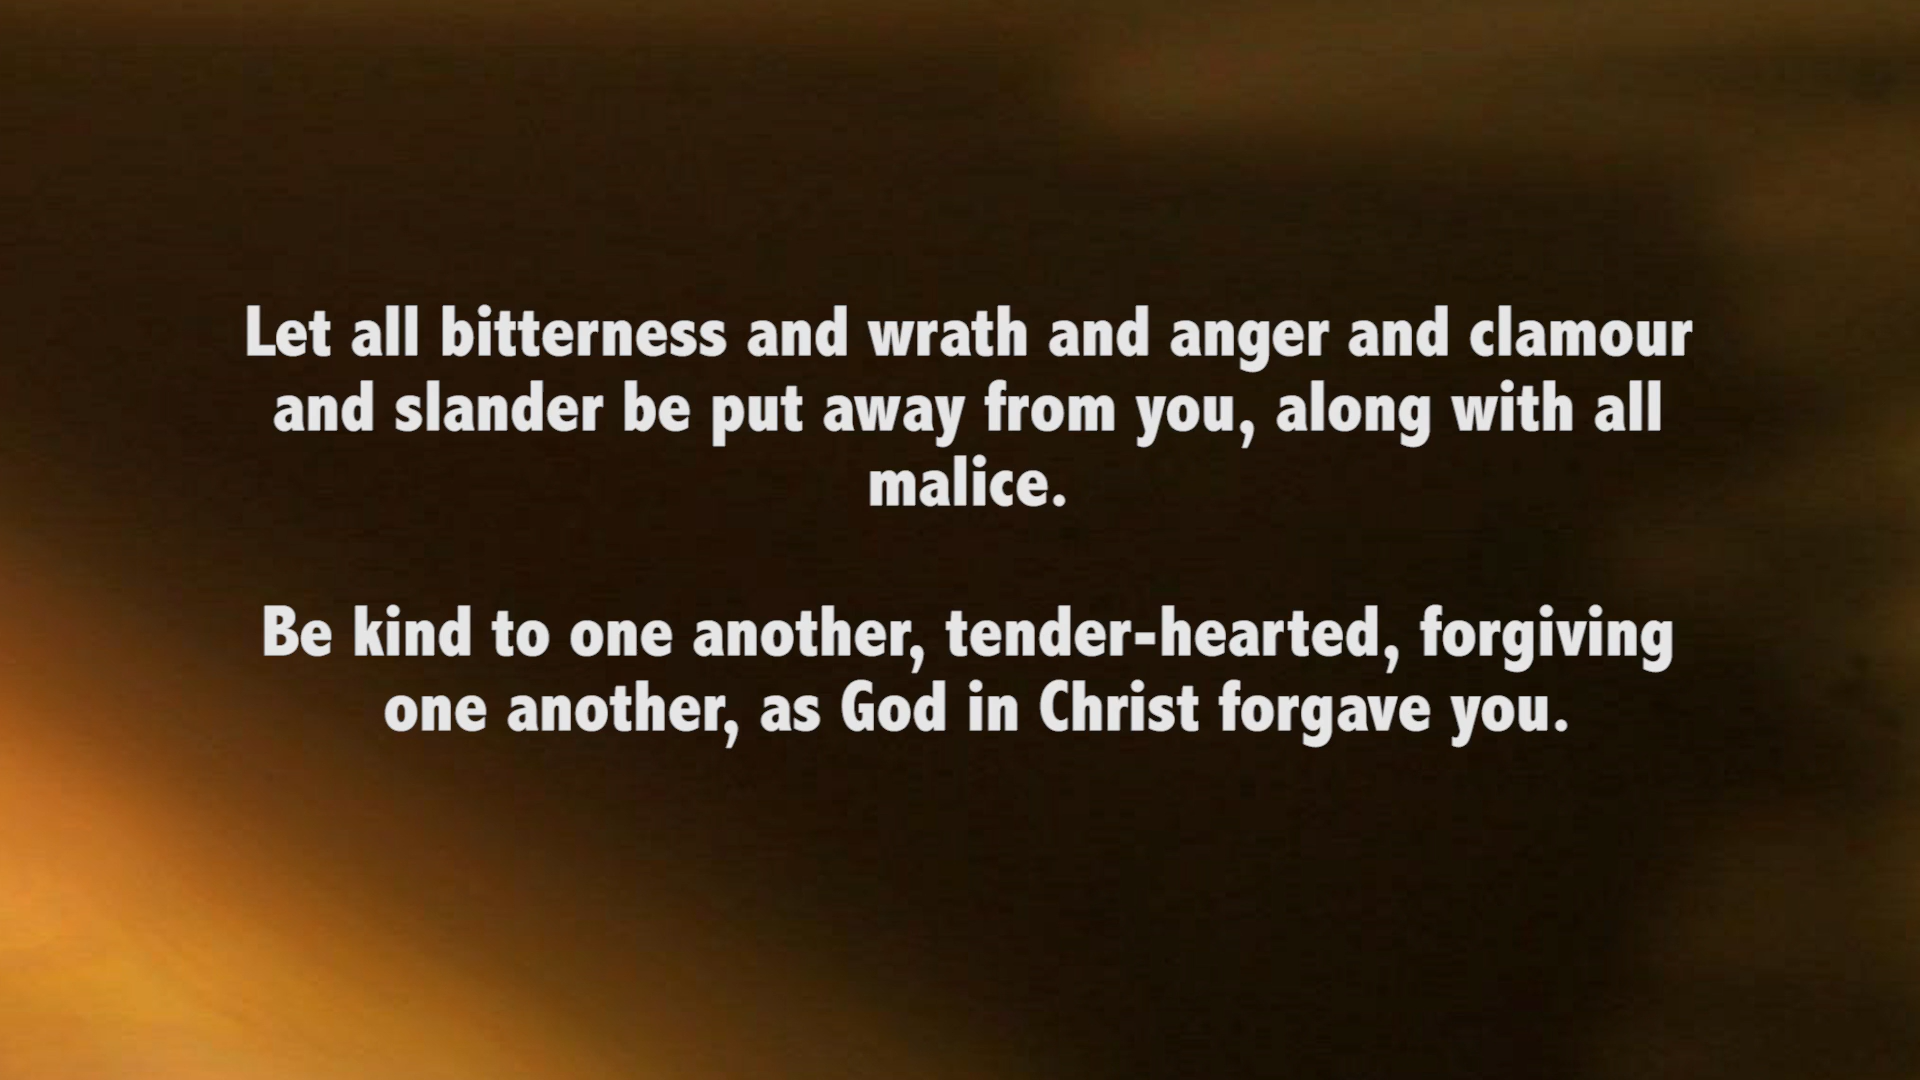 Let all bitterness and wrath and anger and clamour
and slander be put away from you, along with all
malice.
Be kind to one another, tender-hearted, forgiving
one another, as God in Christ forgave you.